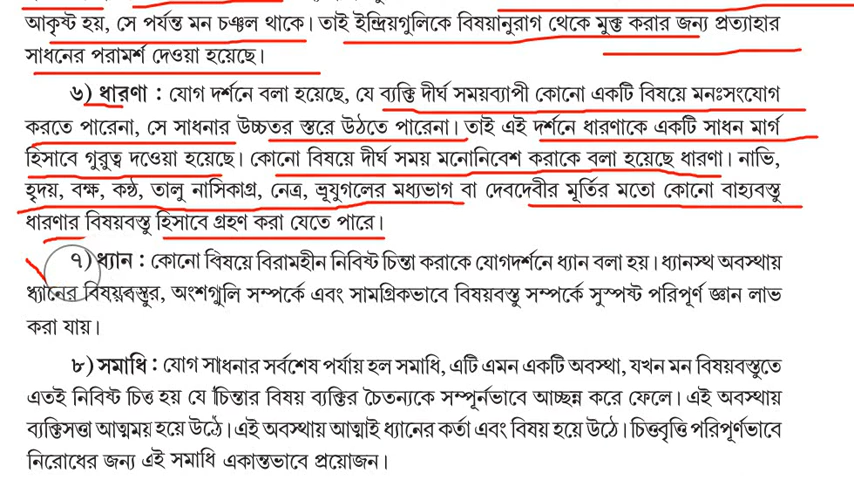 আকৃষ্ট হয়, সে পর্যন্ত মন চঞ্চল থাকে। তাই ইন্দ্রিয়গুলিকে বিষয়ানুরাগ থেকে মুক্ত করার জন্য প্রত্যাহার
সাধনের পরামর্শ দেওয়া হয়েছে।
৬) ধারণা : যোগ দর্শনে বলা হয়েছে, যে ব্যক্তি দীর্ঘ সময়ব্যাপী কোনো একটি বিষয়ে মনঃসংযোগ
করতে পারেনা, সে সাধনার উচ্চতর স্তরে উঠতে পারেনা। তাই এই দর্শনে ধারণাকে একটি সাধন মার্গ
হিসাবে গুরুত্ব দওেয়া হয়েছে। কোনো বিষয়ে দীর্ঘ সময় মনোনিবেশ করাকে বলা হয়েছে ধারণা। নাভি,
হৃদয়, বক্ষ, কণ্ঠ, তালু নাসিকাগ্র, নেত্র, ভ্রূযুগলের মধ্যভাগ বা দেবদেবীর মূর্তির মতো কোনো বাহ্যবস্তু
ধারণার বিষয়বস্তু হিসাবে গ্রহণ করা যেতে পারে।
৭) ধ্যান : কোনো বিষয়ে বিরামহীন নিবিষ্ট চিন্তা করাকে যোগদর্শনে ধ্যান বলা হয়। ধ্যানস্থ অবস্থায়
ধ্যানের বিষয়বস্তুর, অংশগুলি সম্পর্কে এবং সামগ্রিকভাবে বিষয়বস্তু সম্পর্কে সুস্পষ্ট পরিপূর্ণ জ্ঞান লাভ
করা যায়।
৮) সমাধি : যোগ সাধনার সর্বশেষ পর্যায় হল সমাধি, এটি এমন একটি অবস্থা, যখন মন বিষয়বস্তুতে
এতই নিবিষ্ট চিত্ত হয় যে চিন্তার বিষয় ব্যক্তির চৈতন্যকে সম্পূর্নভাবে আচ্ছন্ন করে ফেলে। এই অবস্থায়
ব্যক্তিসত্তা আত্মময় হয়ে উঠে। এই অবস্থায় আত্মাই ধ্যানের কর্তা এবং বিষয় হয়ে উঠে। চিত্তবৃত্তি পরিপূর্ণভাবে
নিরোধের জন্য এই সমাধি একান্তভাবে প্রয়োজন।